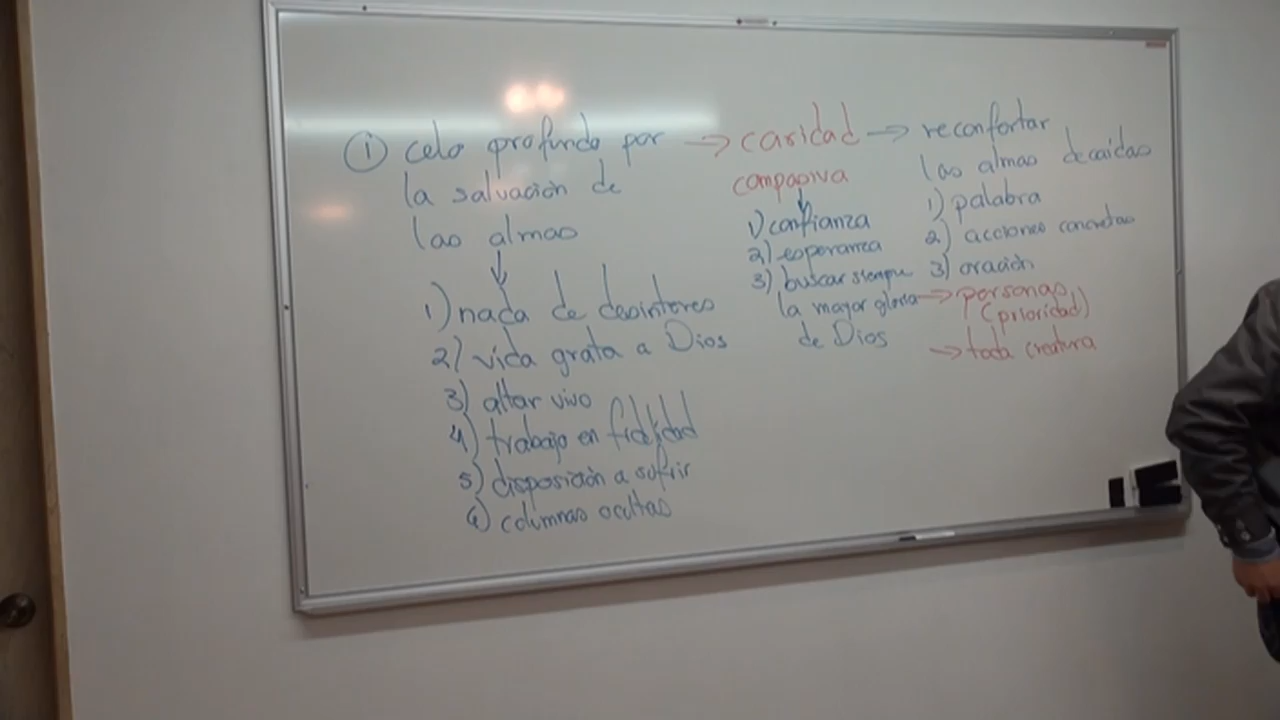 ① celo profundo por
la salvación de
las almas
↓
1) nada de desinteres
2) vida grata a Dios
3) altar vivo
4) trabajo en fidelidad
5) disposición a sufrir
6) columnas ocultas
→ caridad
compasiva
↓
1) confianza
2) esperanza
3) buscar siempre
la mayor gloria
de Dios
→ reconfortar
las almas decaidas
1) palabra
2) acciones concretas
3) oración
→ personas
(prioridad)
→ toda creatura